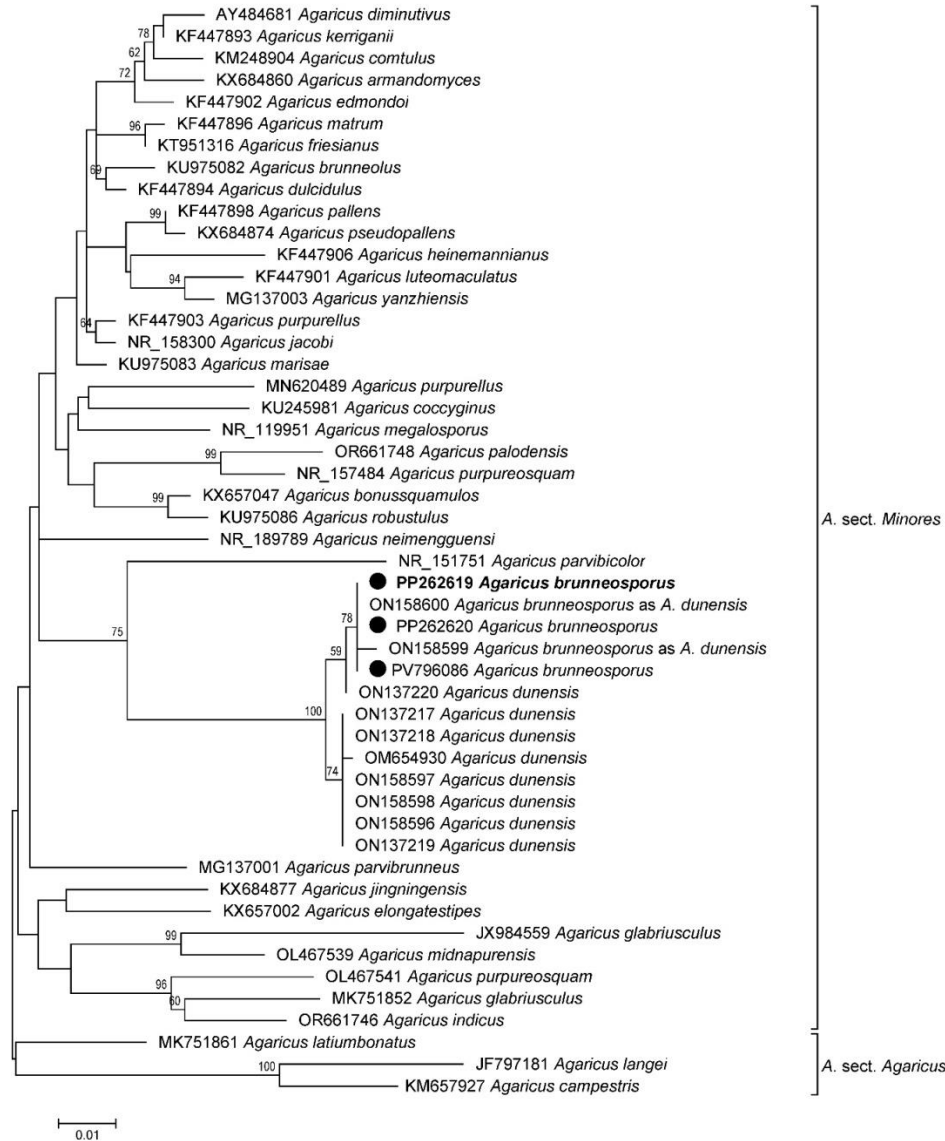 AY484681 Agaricus diminutivus
78
KF447893 Agaricus kerriganii
62
KM248904 Agaricus comtulus
72
KX684860 Agaricus armandomyces
KF447902 Agaricus edmondoi
96
KF447896 Agaricus matrum
KT951316 Agaricus friesianus
69
KU975082 Agaricus brunneolus
KF447894 Agaricus dulcidulus
99
KF447898 Agaricus pallens
KX684874 Agaricus pseudopallens
KF447906 Agaricus heinemannianus
94
KF447901 Agaricus luteomaculatus
MG137003 Agaricus yanzhiensis
64
KF447903 Agaricus purpurellus
NR_158300 Agaricus jacobi
KU975083 Agaricus marisae
MN620489 Agaricus purpurellus
KU245981 Agaricus coccyginus
NR_119951 Agaricus megalosporus
99
OR661748 Agaricus palodensis
NR_157484 Agaricus purpureosquam
99
KX657047 Agaricus bonussquamulos
KU975086 Agaricus robustulus
NR_189789 Agaricus neimengguensi
NR_151751 Agaricus parvibicolor
PP262619 Agaricus brunneosporus
ON158600 Agaricus brunneosporus as A. dunensis
78
PP262620 Agaricus brunneosporus
75
59
ON158599 Agaricus brunneosporus as A. dunensis
PV796086 Agaricus brunneosporus
ON137220 Agaricus dunensis
100
ON137217 Agaricus dunensis
ON137218 Agaricus dunensis
OM654930 Agaricus dunensis
74
ON158597 Agaricus dunensis
ON158598 Agaricus dunensis
ON158596 Agaricus dunensis
ON137219 Agaricus dunensis
MG137001 Agaricus parvibrunneus
KX684877 Agaricus jingningensis
KX657002 Agaricus elongatestipes
99
JX984559 Agaricus glabriusculus
OL467539 Agaricus midnapurensis
96
OL467541 Agaricus purpureosquam
60
MK751852 Agaricus glabriusculus
OR661746 Agaricus indicus
A. sect. Minores
MK751861 Agaricus latiumbonatus
100
JF797181 Agaricus langei
KM657927 Agaricus campestris
A. sect. Agaricus
0.01